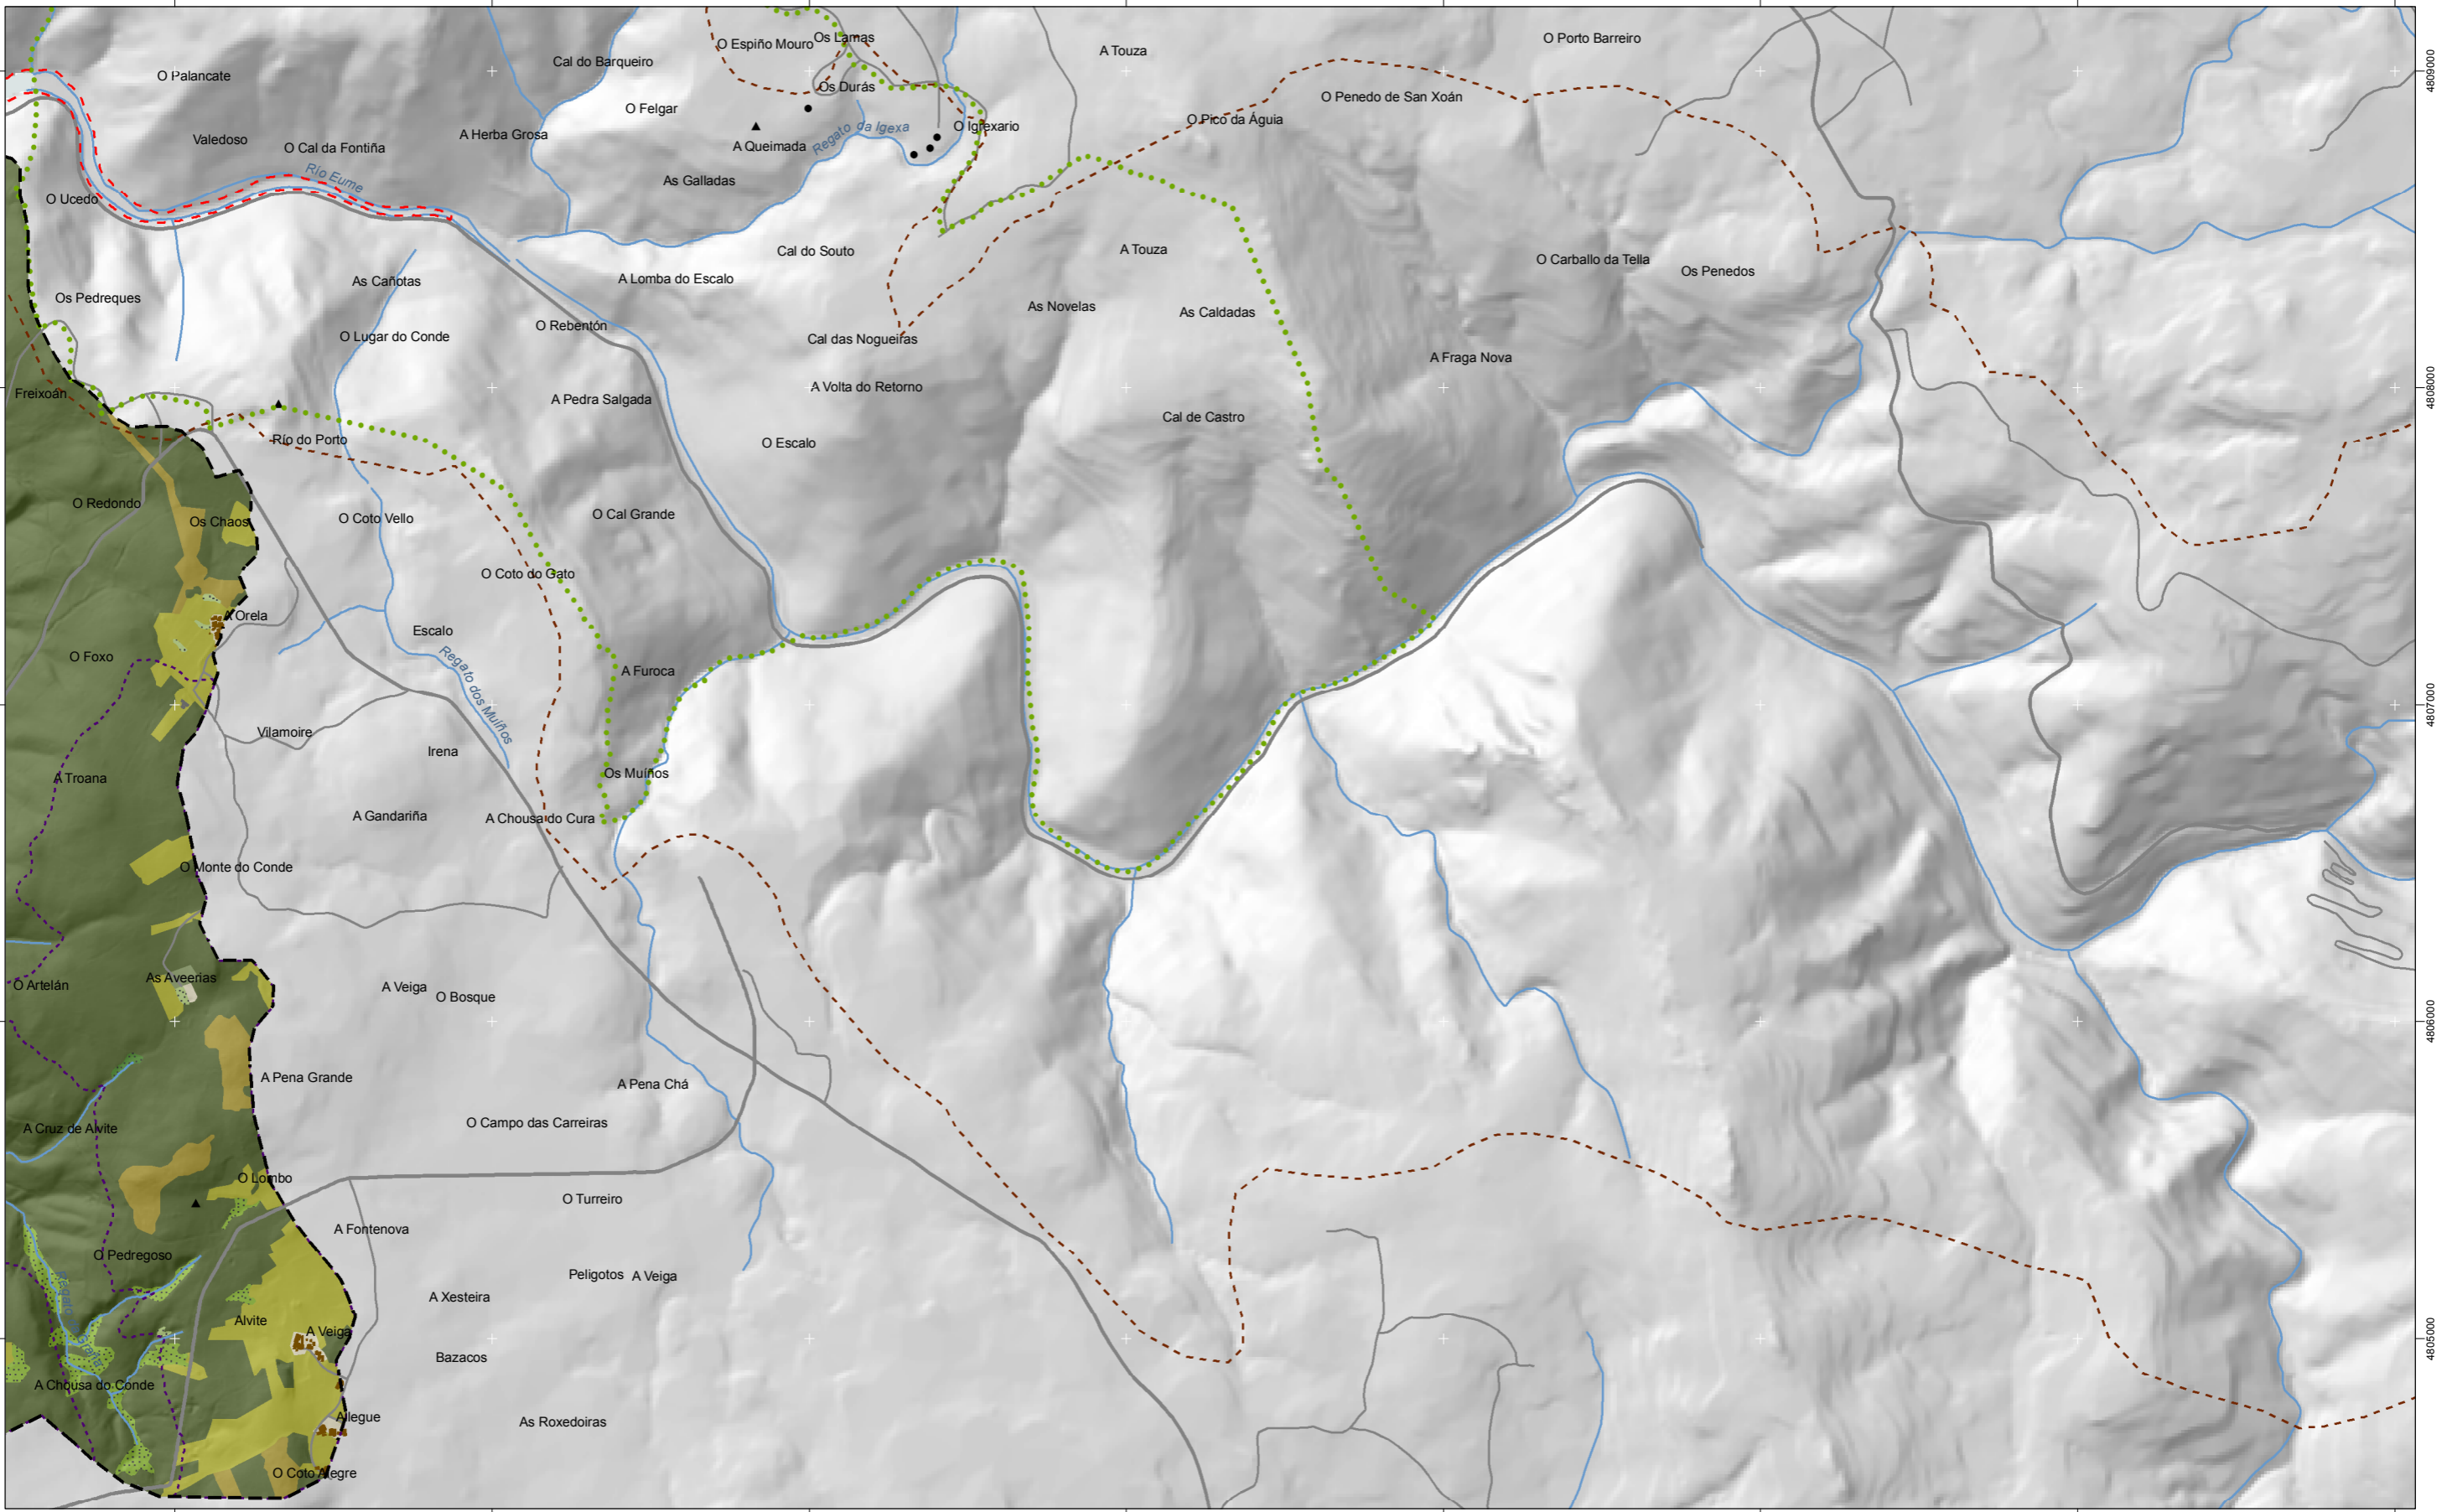 O Porto Barreiro
Os Lamas
O Espiño Mouro
A Touza
Cal do Barqueiro
O Palancate
4809000
Os Durás
O Penedo de San Xoán
O Felgar
O Pico da Águia
O Igrexario
Regato da Igexa
A Herba Grosa
Valedoso
O Cal da Fontiña
A Queimada
Río Eume
As Galladas
O Ucedo
Cal do Souto
A Touza
O Carballo da Tella
Os Penedos
A Lomba do Escalo
As Cañotas
Os Pedreques
As Novelas
As Caldadas
O Rebentón
O Lugar do Conde
Cal das Nogueiras
A Fraga Nova
A Volta do Retorno
4808000
Freixoán
A Pedra Salgada
Cal de Castro
Río do Porto
O Escalo
O Redondo
O Cal Grande
Os Chaos
O Coto Vello
O Coto do Gato
A Orela
Escalo
O Foxo
A Furoca
Regato dos Muíños
4807000
Vilamoire
Irena
Os Muíños
A Troana
A Gandariña
A Chousa do Cura
O Monte do Conde
As Aveerias
O Artelán
A Veiga
O Bosque
4806000
A Pena Grande
A Pena Chá
O Campo das Carreiras
A Cruz de Alvite
O Lombo
O Turreiro
A Fontenova
O Pedregoso
Peligotos
A Veiga
A Xesteira
Alvite
A Veiga
4805000
Bazacos
A Chousa do Conde
Allegue
As Roxedoiras
O Coto Alegre